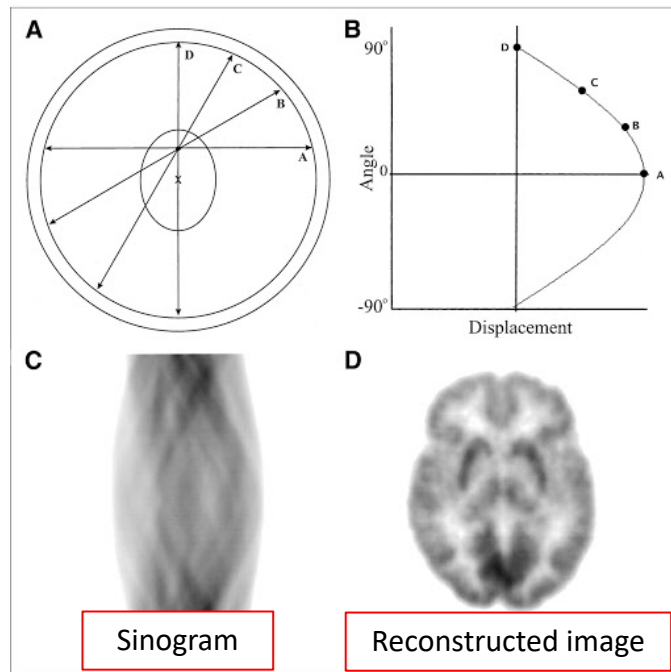 A
D
C
B
A
X
B
90°
D
C
B
Angle
0
A
-90°
Displacement
C
D
Sinogram
Reconstructed image